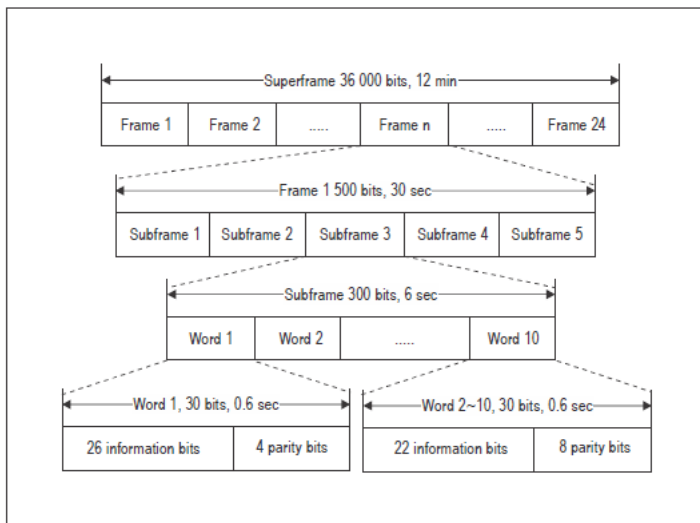 Superframe 36 000 bits, 12 min
Frame 1 Frame 2 ..... Frame n ..... Frame 24
Frame 1 500 bits, 30 sec
Subframe 1 Subframe 2 Subframe 3 Subframe 4 Subframe 5
Subframe 300 bits, 6 sec
Word 1 Word 2 ..... Word 10
Word 1, 30 bits, 0.6 sec Word 2~10, 30 bits, 0.6 sec
26 information bits 4 parity bits 22 information bits 8 parity bits